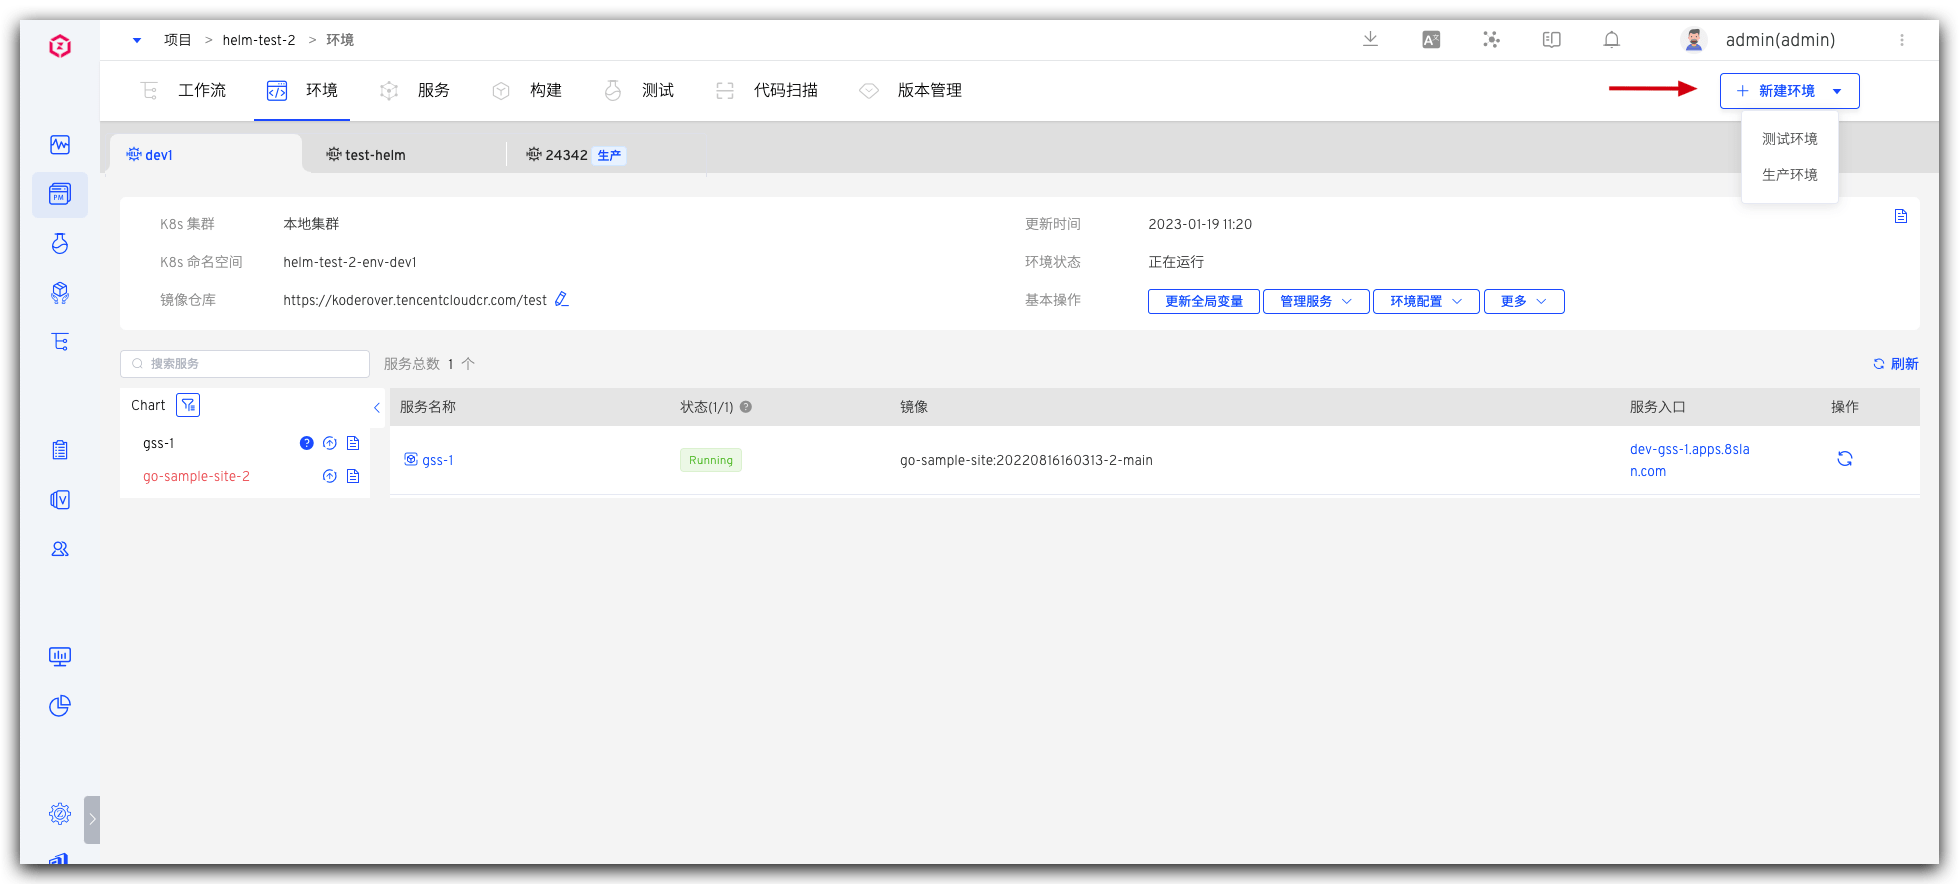 项目 > helm-test-2 > 环境
admin(admin)
工作流 环境 服务 构建 测试 代码扫描 版本管理
+ 新建环境
测试环境
生产环境
dev1 test-helm 24342 生产
K8s 集群 本地集群 更新时间 2023-01-19 11:20
K8s 命名空间 helm-test-2-env-dev1 环境状态 正在运行
镜像仓库 https://koderover.tencentcloudcr.com/test 基本操作 更新全局变量 管理服务 环境配置 更多
搜索服务 服务总数 1 个 刷新
Chart
gss-1
go-sample-site-2
服务名称 状态(1/1) 镜像 服务入口 操作
gss-1 Running go-sample-site:20220816160313-2-main dev-gss-1.apps.8sla
n.com